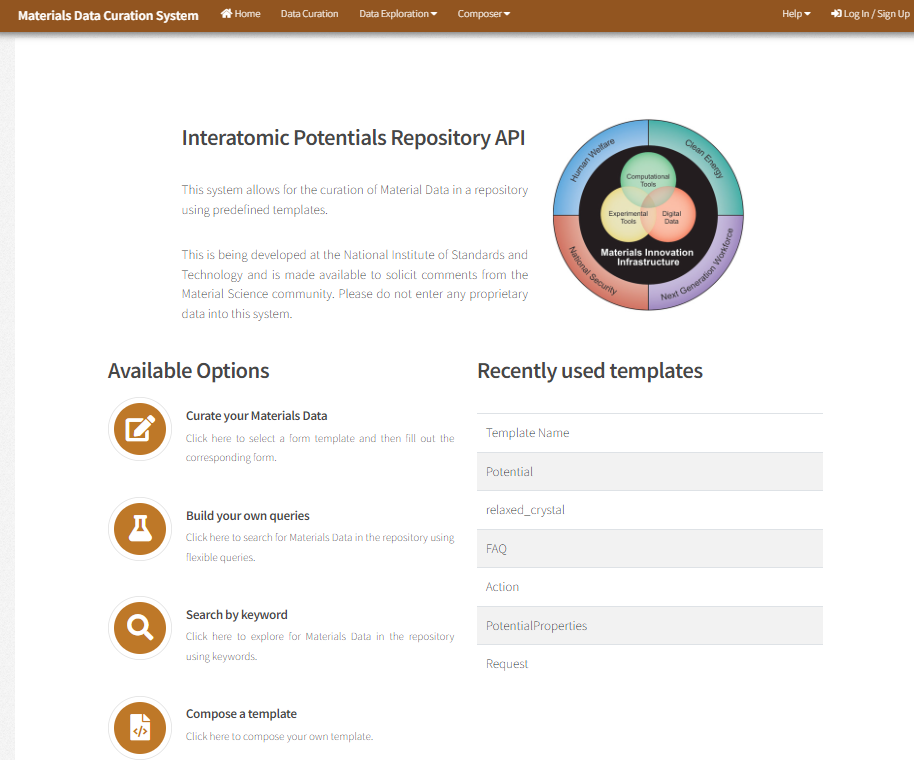 Materials Data Curation System
Home
Data Curation
Data Exploration
Composer
Help
Log In / Sign Up
Interatomic Potentials Repository API
This system allows for the curation of Material Data in a repository
using predefined templates.
This is being developed at the National Institute of Standards and
Technology and is made available to solicit comments from the
Material Science community. Please do not enter any proprietary
data into this system.
Human Welfare
Clean Energy
Computational
Tools
Experimental
Tools
Digital
Data
Materials Innovation
Infrastructure
National Security
Next Generation Workforce
Available Options
Curate your Materials Data
Click here to select a form template and then fill out the
corresponding form.
Build your own queries
Click here to search for Materials Data in the repository using
flexible queries.
Search by keyword
Click here to explore for Materials Data in the repository
using keywords.
Compose a template
Click here to compose your own template.
Recently used templates
Template Name
Potential
relaxed_crystal
FAQ
Action
PotentialProperties
Request